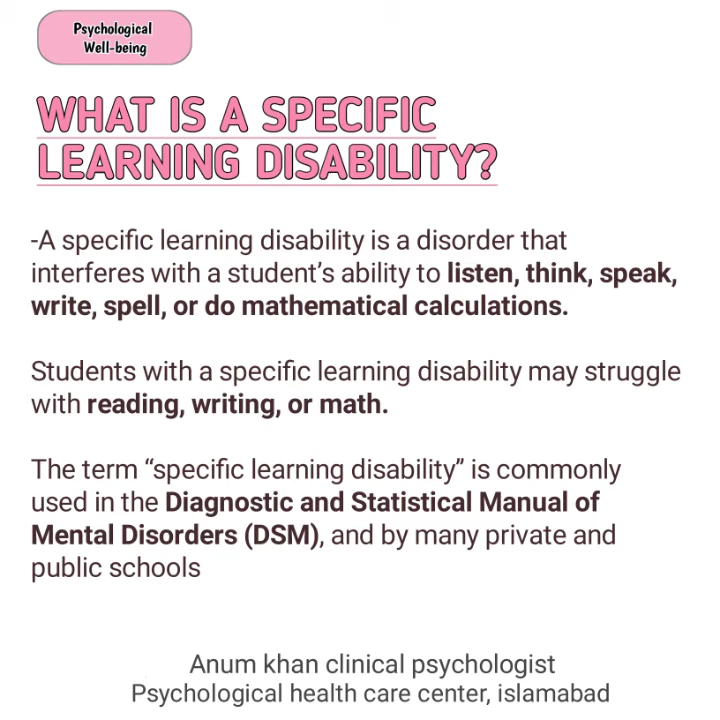 Psychological
Well-being
WHAT IS A SPECIFIC
LEARNING DISABILITY?
-A specific learning disability is a disorder that
interferes with a student’s ability to listen, think, speak,
write, spell, or do mathematical calculations.
Students with a specific learning disability may struggle
with reading, writing, or math.
The term “specific learning disability” is commonly
used in the Diagnostic and Statistical Manual of
Mental Disorders (DSM), and by many private and
public schools
Anum khan clinical psychologist
Psychological health care center, islamabad